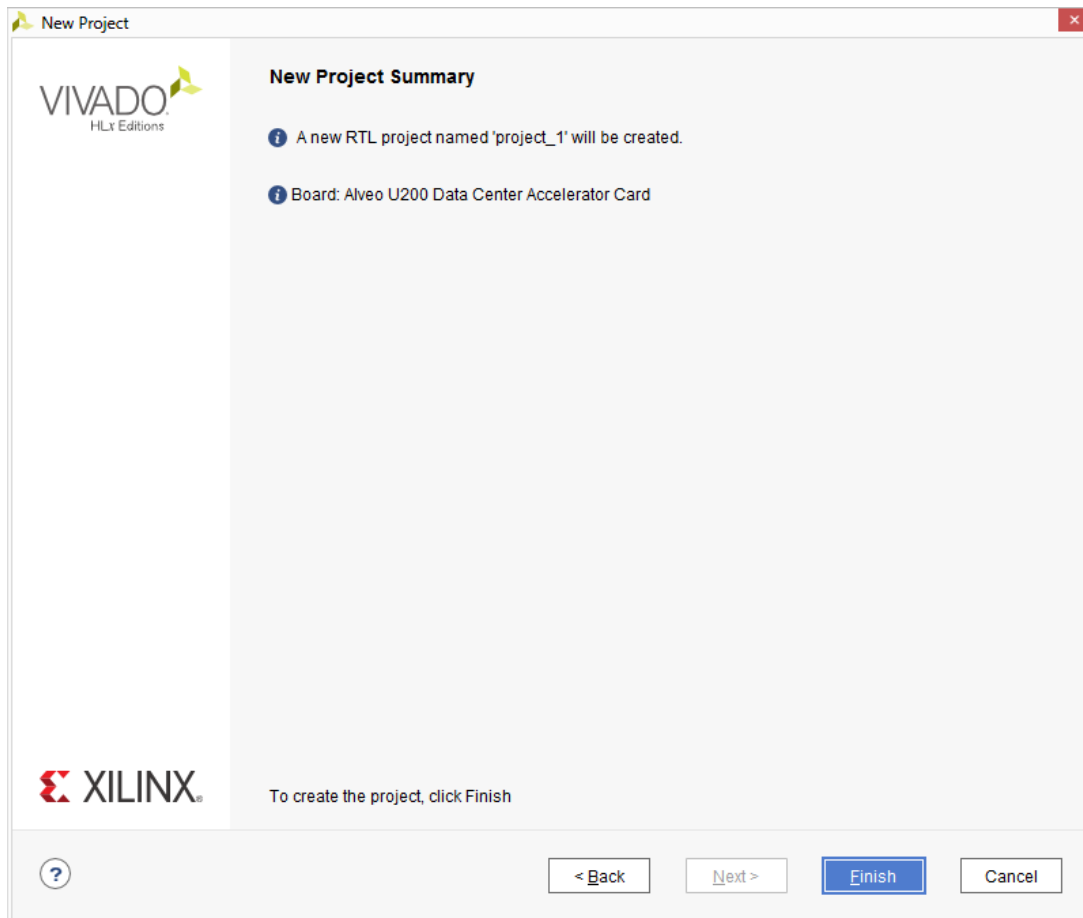 New Project
VIVADO
HLx Editions
New Project Summary
A new RTL project named 'project_1' will be created.
Board: Alveo U200 Data Center Accelerator Card
XILINX
To create the project, click Finish
?
< Back
Next >
Finish
Cancel